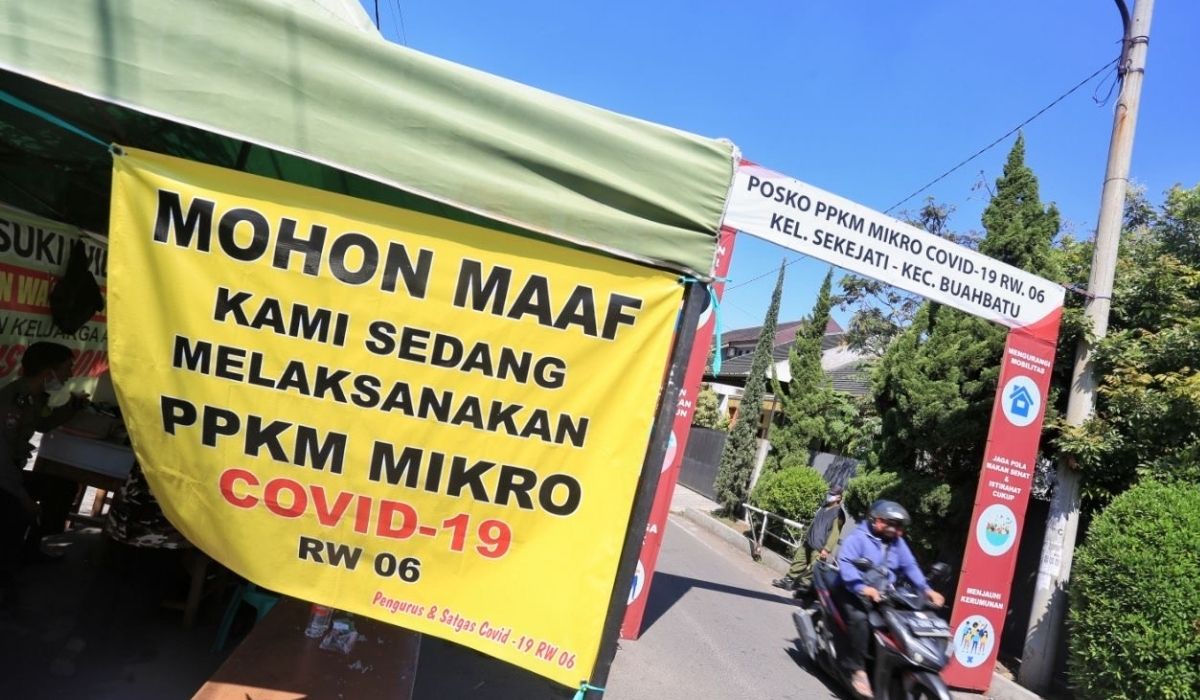 MOHON MAAF
KAMI SEDANG
MELAKSANAKAN
PPKM MIKRO
COVID-19
RW 06
Pengurus & Satgas Covid -19 RW 06
POSKO PPKM MIKRO COVID-19 RW. 06
KEL. SEKEJATI - KEC. BUAHBATU
MENGURANGI
MOBILITAS
JAGA POLA
MAKAN SEHAT &
ISTIRAHAT
CUKUP
MENJAUHI
KERUMUNAN